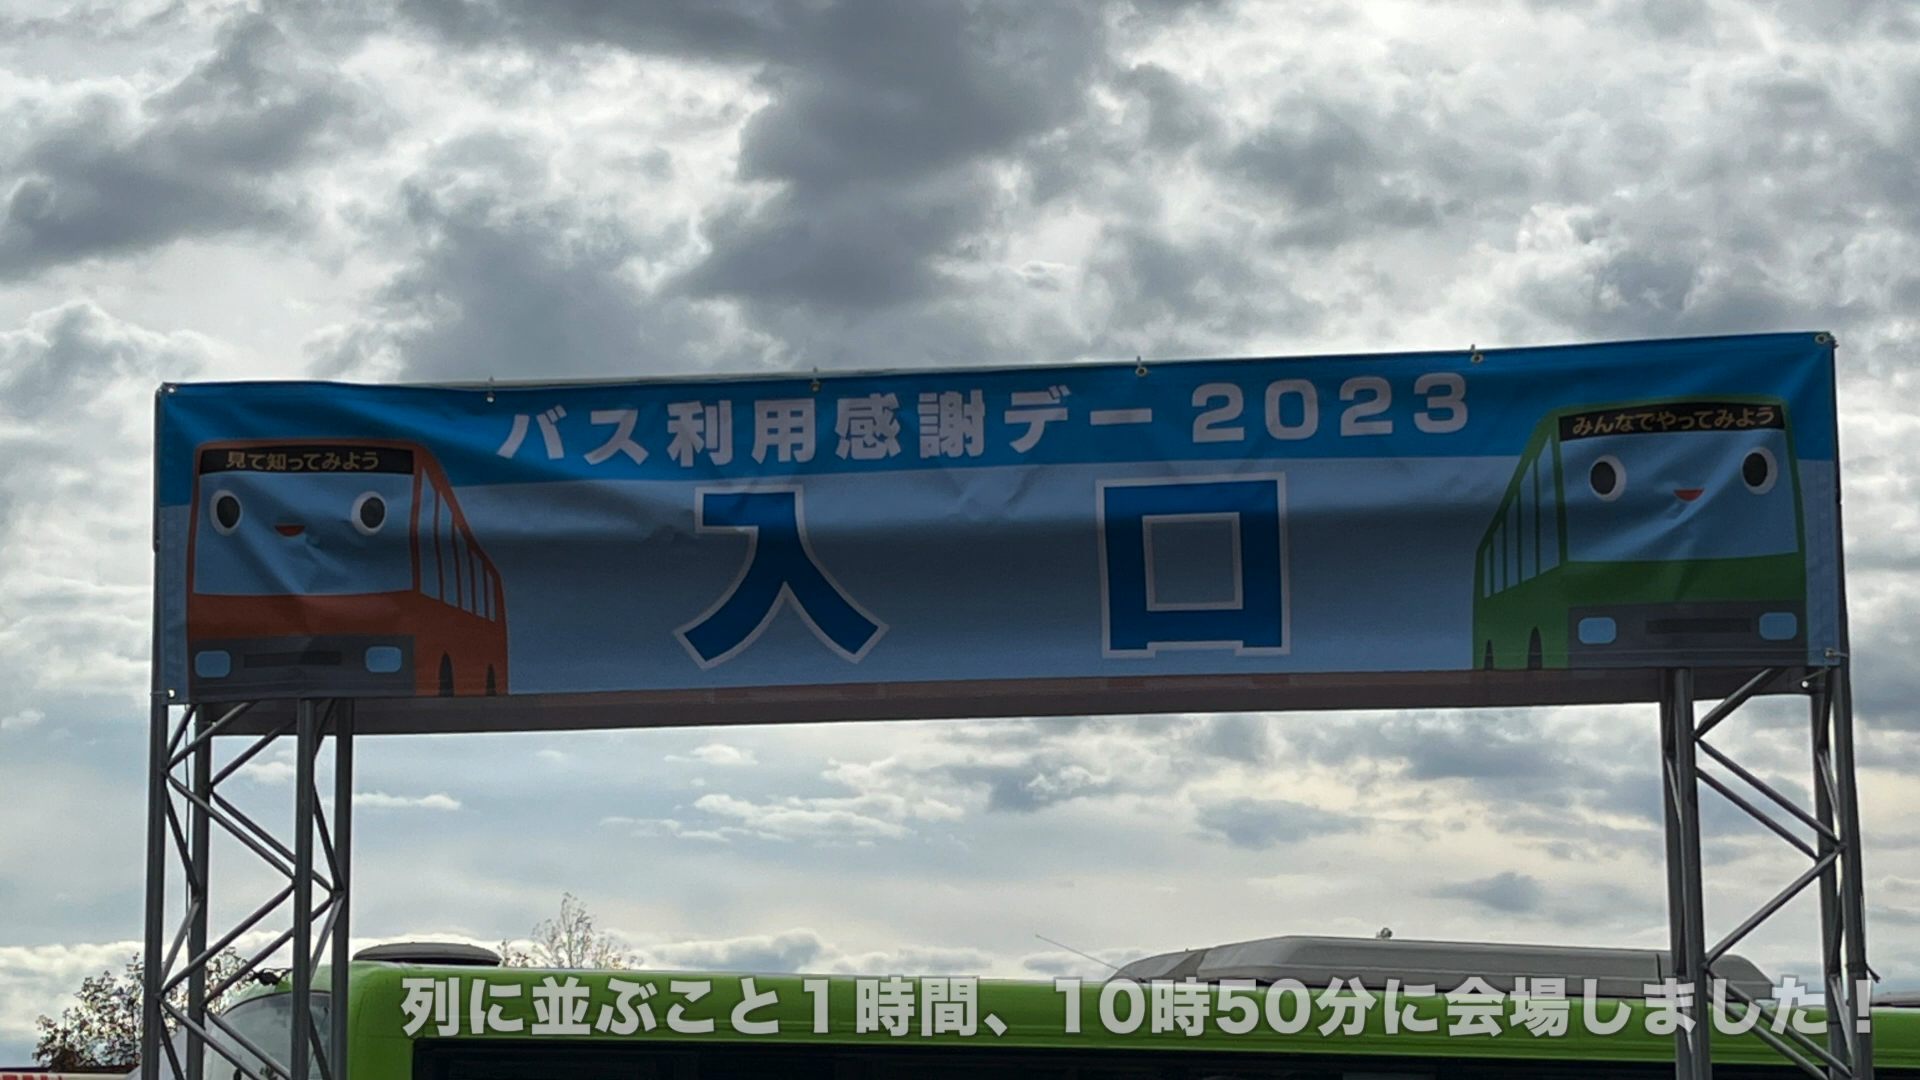 バス利用感謝デー2023
見て知ってみよう
みんなでやってみよう
入口
列に並ぶこと1時間、10時50分に会場しました！